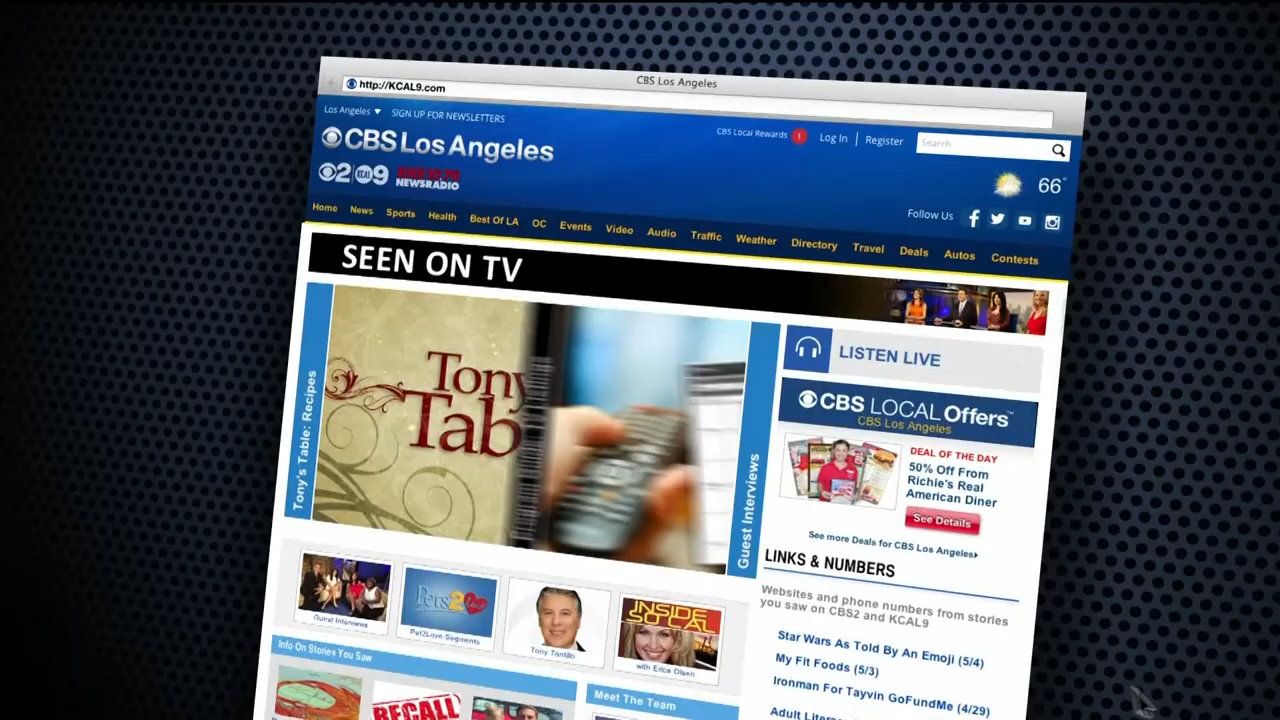 CBS Los Angeles
http://KCAL9.com
Los Angeles
SIGN UP FOR NEWSLETTERS
CBS Local Rewards
1
Log In
Register
Search
CBS Los Angeles
2
KCAL 9
NEWSRADIO
66°
Follow Us
Home News Sports Health Best Of LA OC Events Video Audio Traffic Weather Directory Travel Deals Autos Contests
SEEN ON TV
Tony's Table: Recipes
Tony
Tab
Guest Interviews
LISTEN LIVE
CBS LOCAL Offers™
CBS Los Angeles
DEAL OF THE DAY
50% Off From
Richie's Real
American Diner
See Details
See more Deals for CBS Los Angeles
LINKS & NUMBERS
Websites and phone numbers from stories
you saw on CBS2 and KCAL9
Star Wars As Told By An Emoji (5/4)
My Fit Foods (5/3)
Ironman For Tayvin GoFundMe (4/29)
Adult
Guest Interviews
Pets2Love
Pet2Love Segments
Tony Tantillo
INSIDE
SO CAL
with Erica Olsen
Info On Stories You Saw
RECALL
Meet The Team